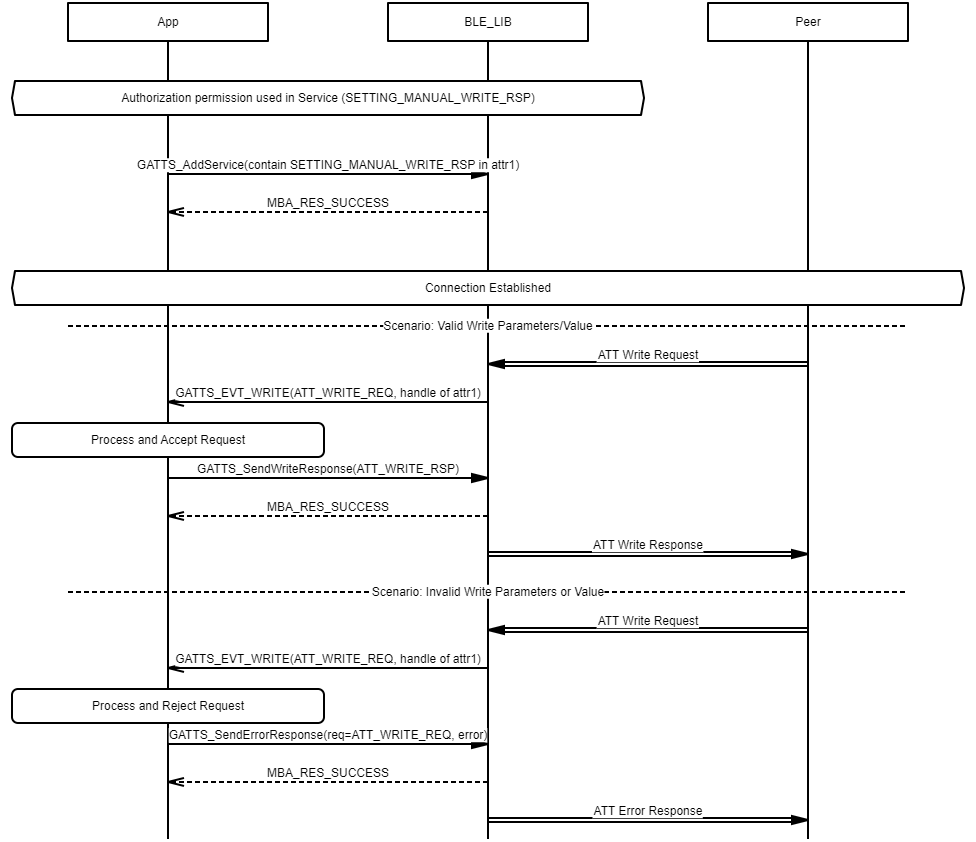 App
BLE_LIB
Peer
Authorization permission used in Service (SETTING_MANUAL_WRITE_RSP)
GATTS_AddService(contain SETTING_MANUAL_WRITE_RSP in attr1)
MBA_RES_SUCCESS
Connection Established
Scenario: Valid Write Parameters/Value
ATT Write Request
GATTS_EVT_WRITE(ATT_WRITE_REQ, handle of attr1)
Process and Accept Request
GATTS_SendWriteResponse(ATT_WRITE_RSP)
MBA_RES_SUCCESS
ATT Write Response
Scenario: Invalid Write Parameters or Value
ATT Write Request
GATTS_EVT_WRITE(ATT_WRITE_REQ, handle of attr1)
Process and Reject Request
GATTS_SendErrorResponse(req=ATT_WRITE_REQ, error)
MBA_RES_SUCCESS
ATT Error Response